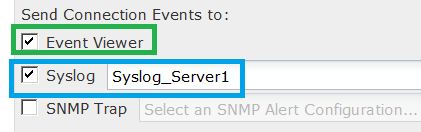 Send Connection Events to:
Event Viewer
Syslog Syslog_Server1
SNMP Trap Select an SNMP Alert Configuration...